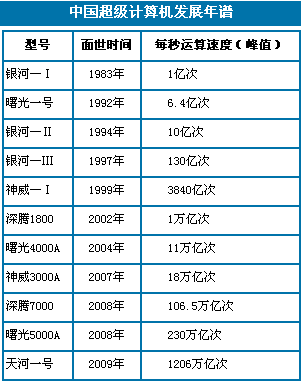 中国超级计算机发展年谱
型号 面世时间 每秒运算速度（峰值）
银河一Ⅰ 1983年 1亿次
曙光一号 1992年 6.4亿次
银河一Ⅱ 1994年 10亿次
银河一Ⅲ 1997年 130亿次
神威一Ⅰ 1999年 3840亿次
深腾1800 2002年 1万亿次
曙光4000A 2004年 11万亿次
神威3000A 2007年 18万亿次
深腾7000 2008年 106.5万亿次
曙光5000A 2008年 230万亿次
天河一号 2009年 1206万亿次